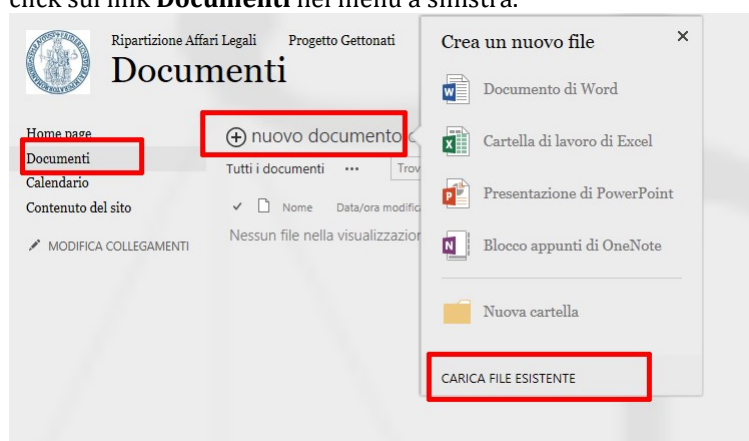 click sul link Documenti nel menu a sinistra.
Ripartizione Affari Legali Progetto Gettonati
Documenti
Home page
Documenti
Calendario
Contenuto del sito
MODIFICA COLLEGAMENTI
nuovo documento
Tutti i documenti ••• Trov
Nome Data/ora modific
Nessun file nella visualizzazion
Crea un nuovo file
Documento di Word
Cartella di lavoro di Excel
Presentazione di PowerPoint
Blocco appunti di OneNote
Nuova cartella
CARICA FILE ESISTENTE